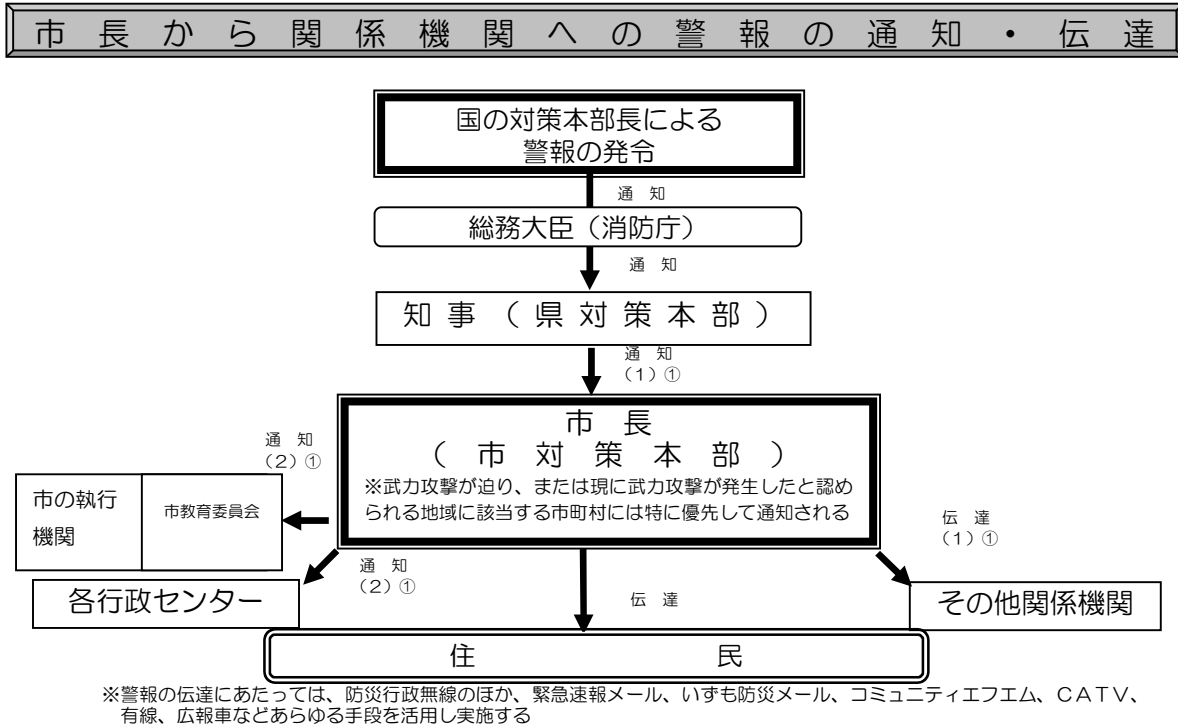 市長から関係機関への警報の通知・伝達
国の対策本部長による
警報の発令
通 知
総務大臣（消防庁）
通 知
知事（県対策本部）
通 知
（1）①
市 長
（ 市 対 策 本 部 ）
※武力攻撃が迫り、または現に武力攻撃が発生したと認め
られる地域に該当する市町村には特に優先して通知される
通 知
（2）①
市の執行
機関
市教育委員会
伝 達
（1）①
通 知
（2）①
各行政センター
伝 達
その他関係機関
住 民
※警報の伝達にあたっては、防災行政無線のほか、緊急速報メール、いずも防災メール、コミュニティエフエム、ＣＡＴＶ、
有線、広報車などあらゆる手段を活用し実施する